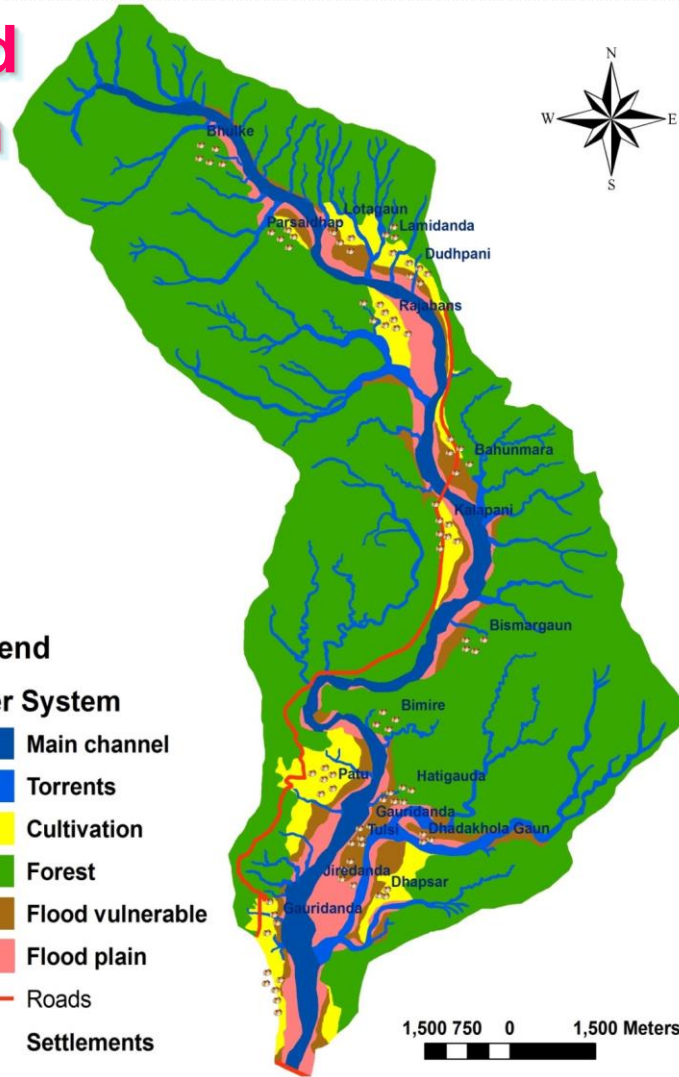 d
N
W
E
S
Bhulke
Lotagaun
Parsaidhap
Lamidanda
Dudhpani
Rajabans
Bahunmara
Kalapani
Bismargaun
Bimire
Patu
Hatigauda
Gauridanda
Tulsi
Dhadakhola Gaun
Jiredanda
Dhapsar
Gauridanda
end
er System
Main channel
Torrents
Cultivation
Forest
Flood vulnerable
Flood plain
Roads
Settlements
1,500 750 0 1,500 Meters